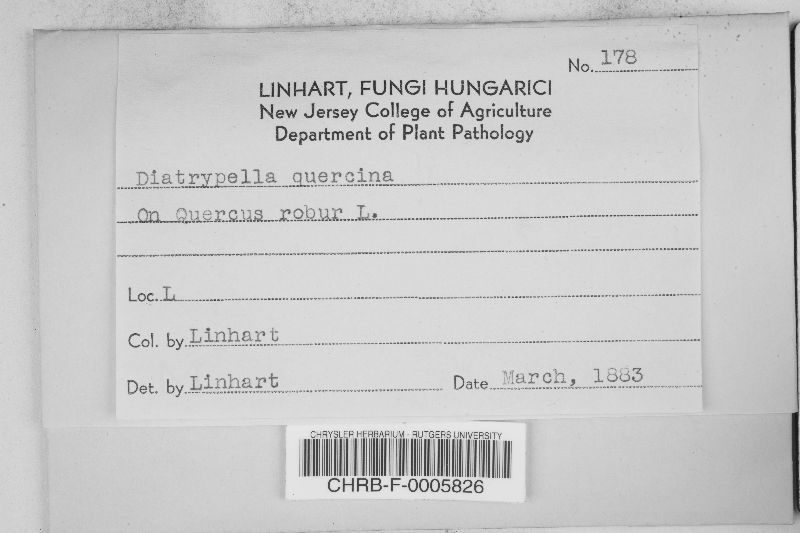 No. 178
LINHART, FUNGI HUNGARICI
New Jersey College of Agriculture
Department of Plant Pathology
Diatrypella quercina
On Quercus robur L.
Loc. L
Col. by Linhart
Det. by Linhart Date March, 1883
CHRYSLER HERBARIUM - RUTGERS UNIVERSITY
CHRB-F-0005826